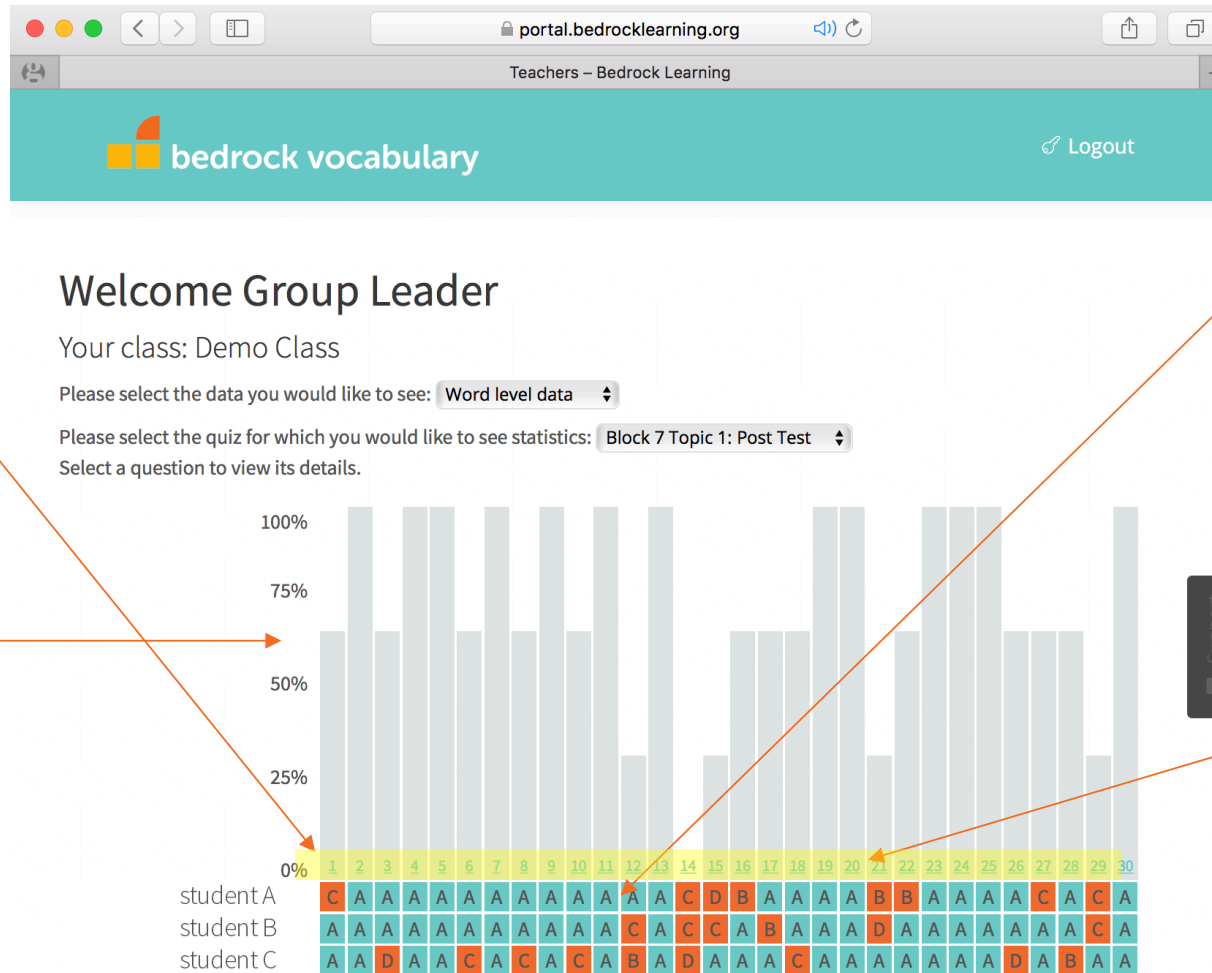 portal.bedrocklearning.org
Teachers – Bedrock Learning
bedrock vocabulary
Logout
Welcome Group Leader
Your class: Demo Class
Please select the data you would like to see: Word level data
Please select the quiz for which you would like to see statistics: Block 7 Topic 1: Post Test
Select a question to view its details.
100%
75%
50%
25%
0% 1 2 3 4 5 6 7 8 9 10 11 12 13 14 15 16 17 18 19 20 21 22 23 24 25 26 27 28 29 30
student A C A A A A A A A A A A A A C D B A A A A B B A A A A C A C A
student B A A A A A A A A A A A C A C C A B A A A D A A A A A A A C A
student C A A D A A C A C A C A B A D A A A C A A A A A A A D A B A A